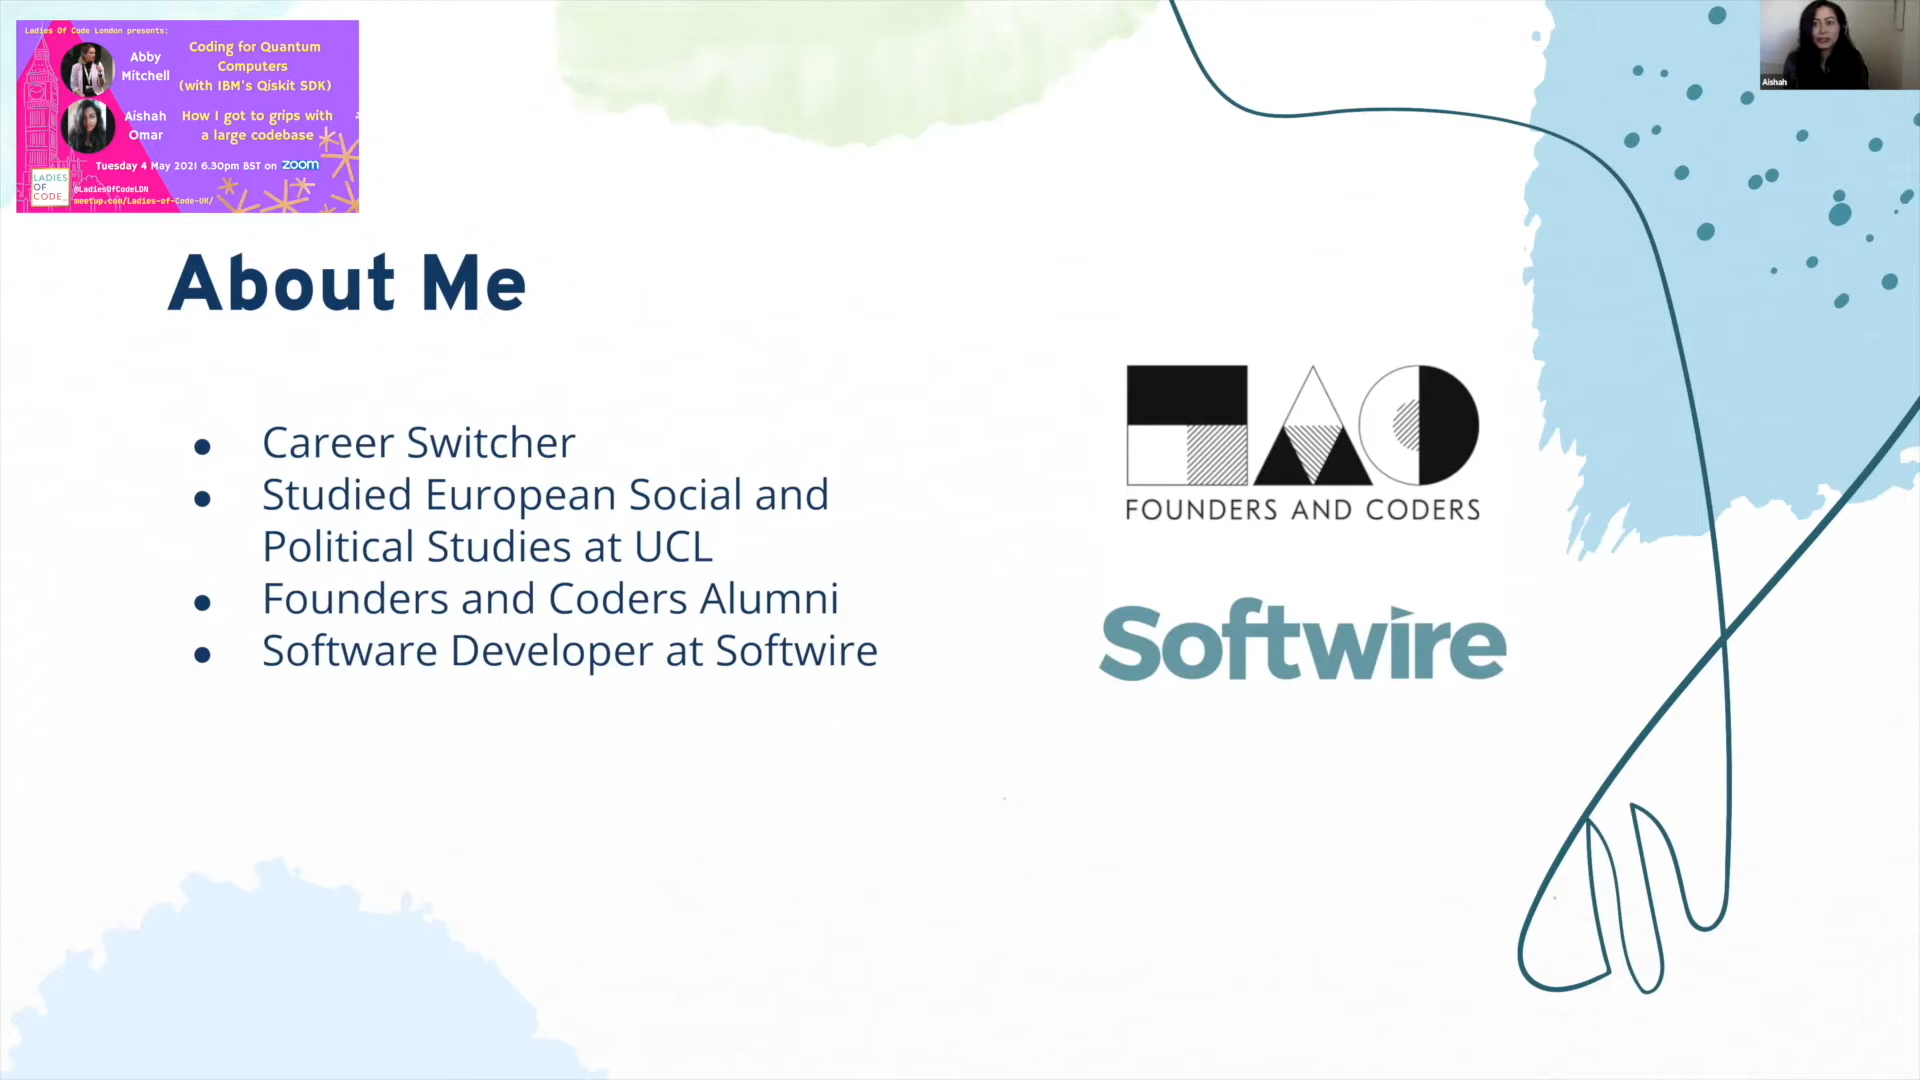 Ladies Of Code London presents:
Abby
Mitchell
Coding for Quantum
Computers
(with IBM's Qiskit SDK)
Aishah
Omar
How I got to grips with
a large codebase
Tuesday 4 May 2021 6.30pm BST on zoom
LADIES
OF
CODE_
@LadiesOfCodeLDN
meetup.com/Ladies-of-Code-UK/
Aishah
About Me
● Career Switcher
● Studied European Social and
Political Studies at UCL
● Founders and Coders Alumni
● Software Developer at Softwire
FOUNDERS AND CODERS
Softwire